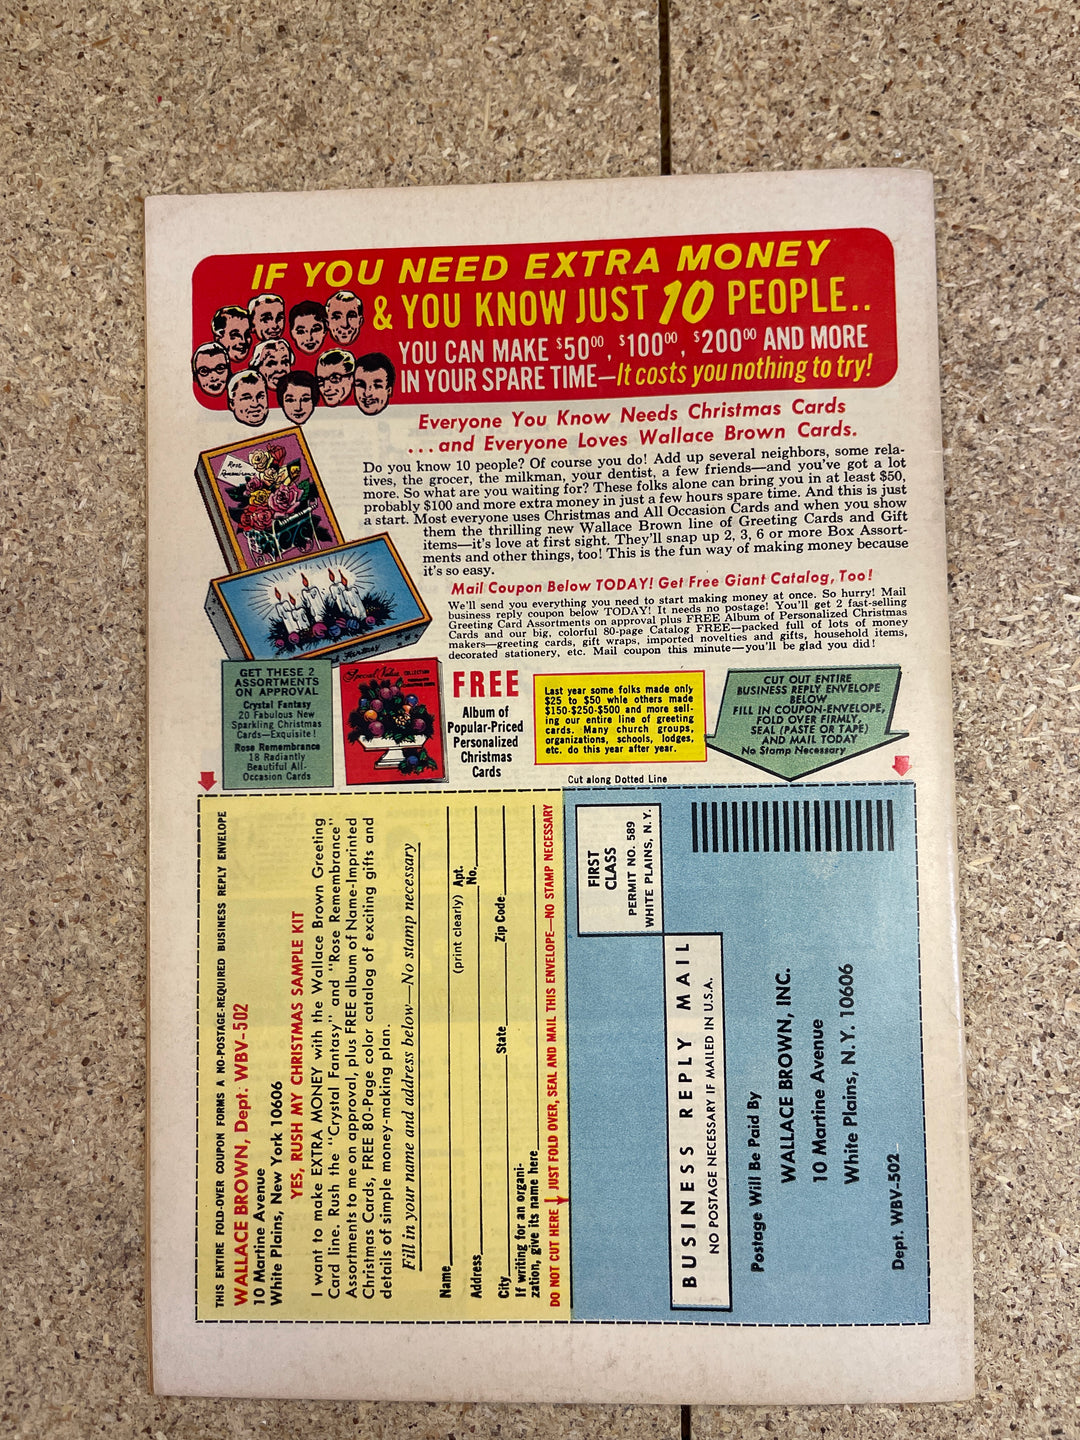 IF YOU NEED EXTRA MONEY
& YOU KNOW JUST 10 PEOPLE..
YOU CAN MAKE $50⁰⁰, $100⁰⁰, $200⁰⁰ AND MORE
IN YOUR SPARE TIME—It costs you nothing to try!
Everyone You Know Needs Christmas Cards
...and Everyone Loves Wallace Brown Cards.
Do you know 10 people? Of course you do! Add up several neighbors, some rela-
tives, the grocer, the milkman, your dentist, a few friends—and you've got a lot
more. So what are you waiting for? These folks alone can bring you in at least $50,
probably $100 and more extra money in just a few hours spare time. And this is just
a start. Most everyone uses Christmas and All Occasion Cards and when you show
them the thrilling new Wallace Brown line of Greeting Cards and Gift
items—it's love at first sight. They'll snap up 2, 3, 6 or more Box Assort-
ments and other things, too! This is the fun way of making money because
it's so easy.
Rose
Remembrance
Mail Coupon Below TODAY! Get Free Giant Catalog, Too!
We'll send you everything you need to start making money at once. So hurry! Mail
business reply coupon below TODAY! It needs no postage! You'll get 2 fast-selling
Greeting Card Assortments on approval plus FREE Album of Personalized Christmas
Cards and our big, colorful 80-page Catalog FREE—packed full of lots of money
makers—greeting cards, gift wraps, imported novelties and gifts, household items,
decorated stationery, etc. Mail coupon this minute—you'll be glad you did!
Fantasy
GET THESE 2
ASSORTMENTS
ON APPROVAL
Crystal Fantasy
20 Fabulous New
Sparkling Christmas
Cards—Exquisite!
Rose Remembrance
18 Radiantly
Beautiful All-
Occasion Cards
Special Value COLLECTION
FREE
Album of
Popular-Priced
Personalized
Christmas
Cards
Last year some folks made only
$25 to $50 whle others made
$150-$250-$500 and more sell-
ing our entire line of greeting
cards. Many church groups,
organizations, schools, lodges,
etc. do this year after year.
CUT OUT ENTIRE
BUSINESS REPLY ENVELOPE
BELOW
FILL IN COUPON-ENVELOPE,
FOLD OVER FIRMLY,
SEAL (PASTE OR TAPE)
AND MAIL TODAY
No Stamp Necessary
Cut along Dotted Line
THIS ENTIRE FOLD-OVER COUPON FORMS A NO-POSTAGE-REQUIRED BUSINESS REPLY ENVELOPE
WALLACE BROWN, Dept. WBV-502
10 Martine Avenue
White Plains, New York 10606
YES, RUSH MY CHRISTMAS SAMPLE KIT
I want to make EXTRA MONEY with the Wallace Brown Greeting
Card line. Rush the "Crystal Fantasy" and "Rose Remembrance"
Assortments to me on approval, plus FREE album of Name-Imprinted
Christmas Cards, FREE 80-Page color catalog of exciting gifts and
details of simple money-making plan.
Fill in your name and address below—No stamp necessary
Name
(print clearly)
Address
Apt. No.
City
State
Zip Code
If writing for an organi-
zation, give its name here
DO NOT CUT HERE JUST FOLD OVER, SEAL AND MAIL THIS ENVELOPE—NO STAMP NECESSARY
FIRST
CLASS
PERMIT NO. 589
WHITE PLAINS, N.Y.
BUSINESS REPLY MAIL
NO POSTAGE NECESSARY IF MAILED IN U.S.A.
Postage Will Be Paid By
WALLACE BROWN, INC.
10 Martine Avenue
White Plains, N.Y. 10606
Dept. WBV-502